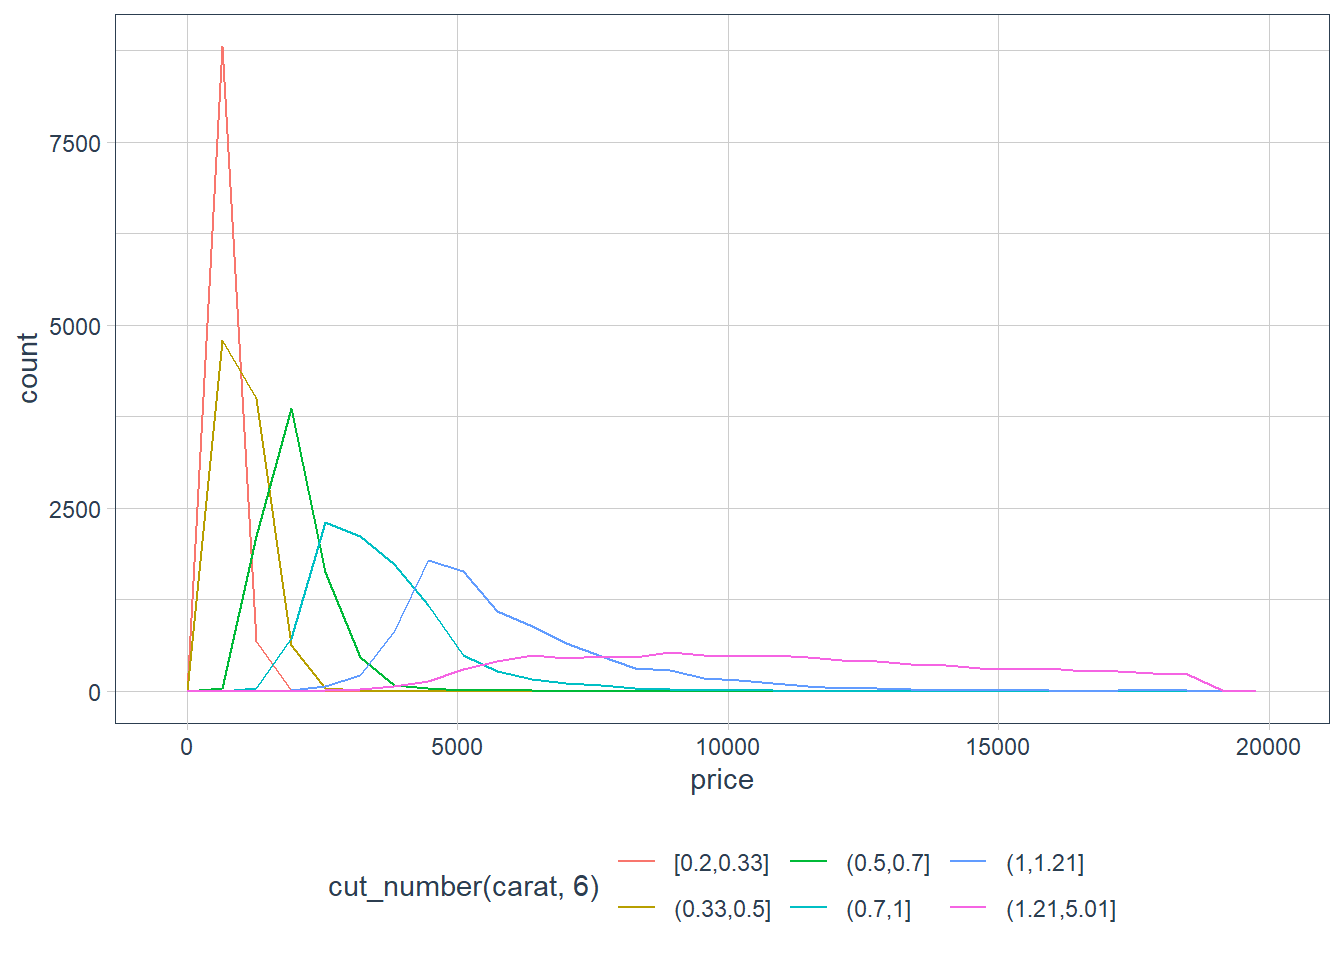 7500
5000
2500
0
count
0 5000 10000 15000 20000
price
cut_number(carat, 6)
[0.2,0.33] (0.5,0.7] (1,1.21]
(0.33,0.5] (0.7,1] (1.21,5.01]